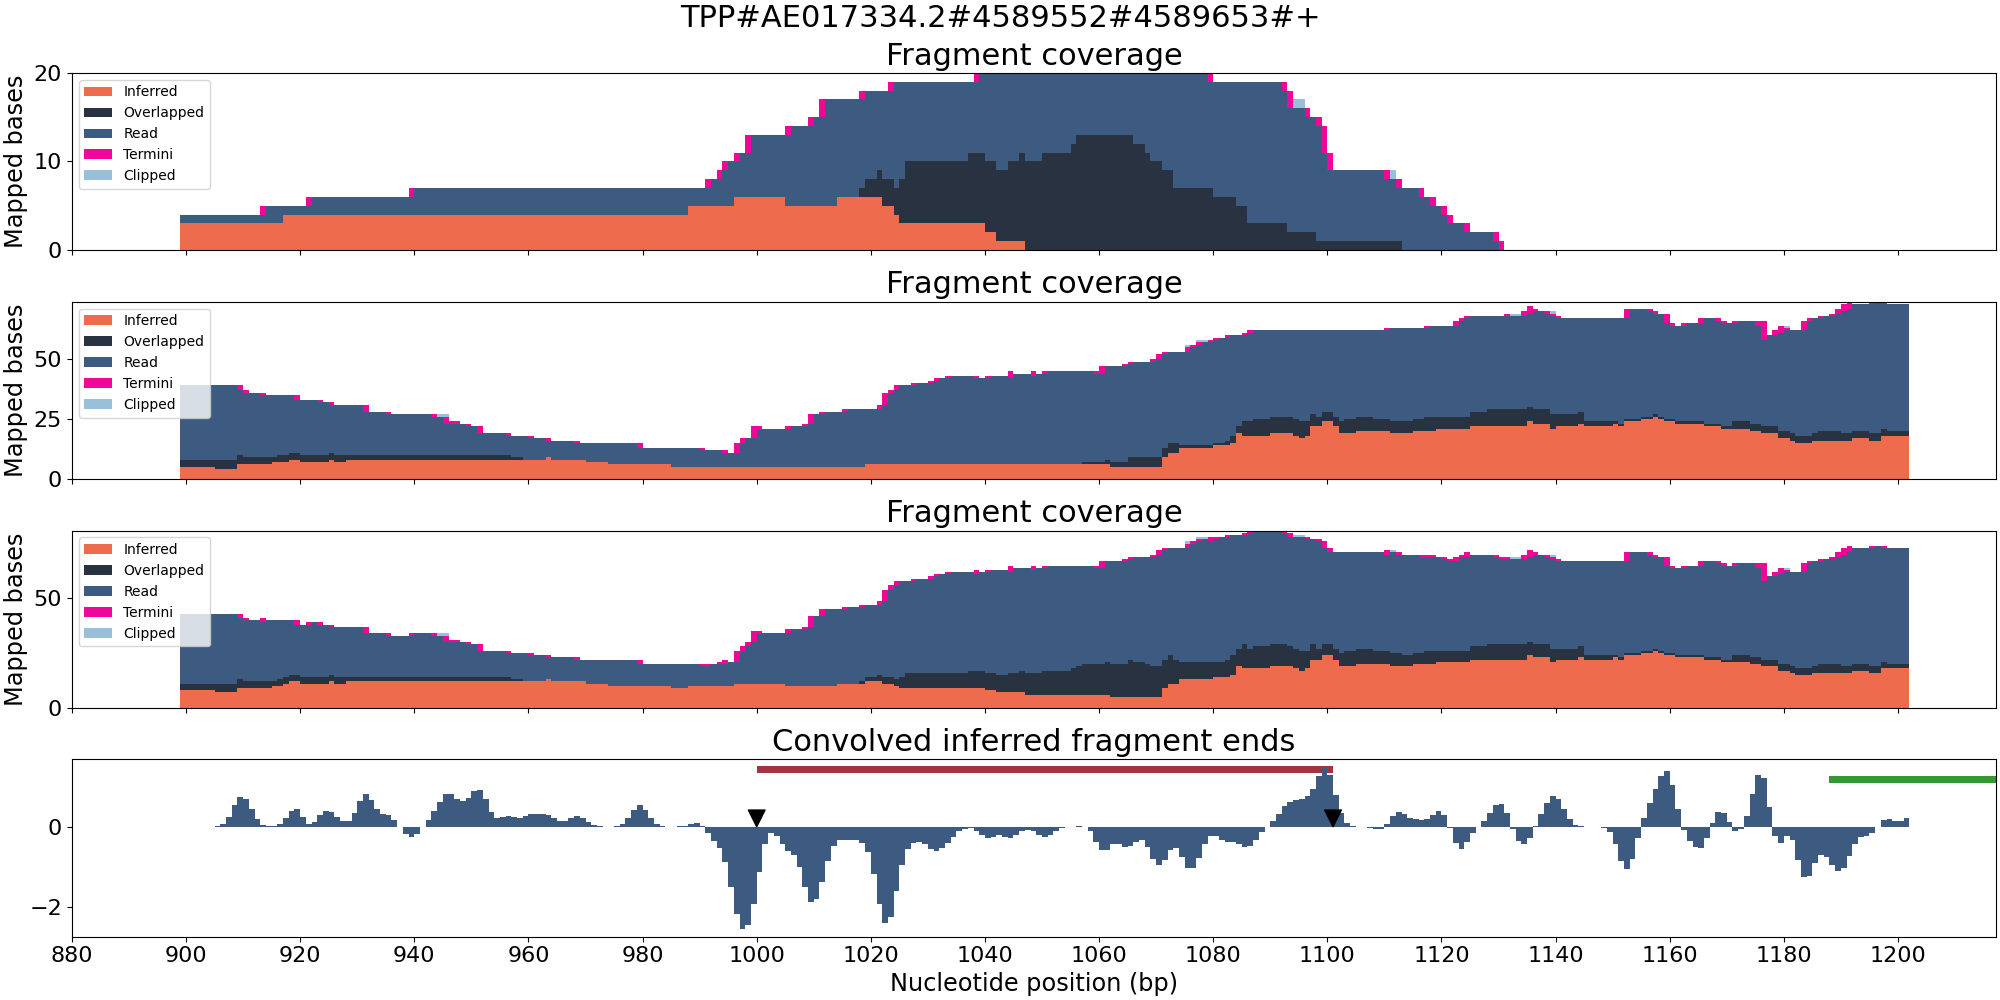 TPP#AE017334.2#4589552#4589653#+
Fragment coverage
Mapped bases
20
10
0
Inferred
Overlapped
Read
Termini
Clipped
Fragment coverage
Mapped bases
50
25
0
Inferred
Overlapped
Read
Termini
Clipped
Fragment coverage
Mapped bases
50
0
Inferred
Overlapped
Read
Termini
Clipped
Convolved inferred fragment ends
0
−2
880 900 920 940 960 980 1000 1020 1040 1060 1080 1100 1120 1140 1160 1180 1200
Nucleotide position (bp)